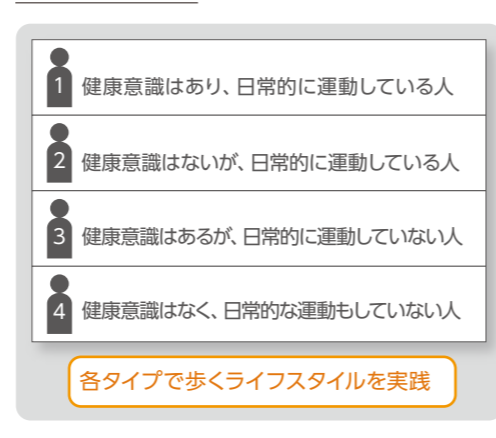 1 健康意識はあり、日常的に運動している人
2 健康意識はないが、日常的に運動している人
3 健康意識はあるが、日常的に運動していない人
4 健康意識はなく、日常的な運動もしていない人
各タイプで歩くライフスタイルを実践